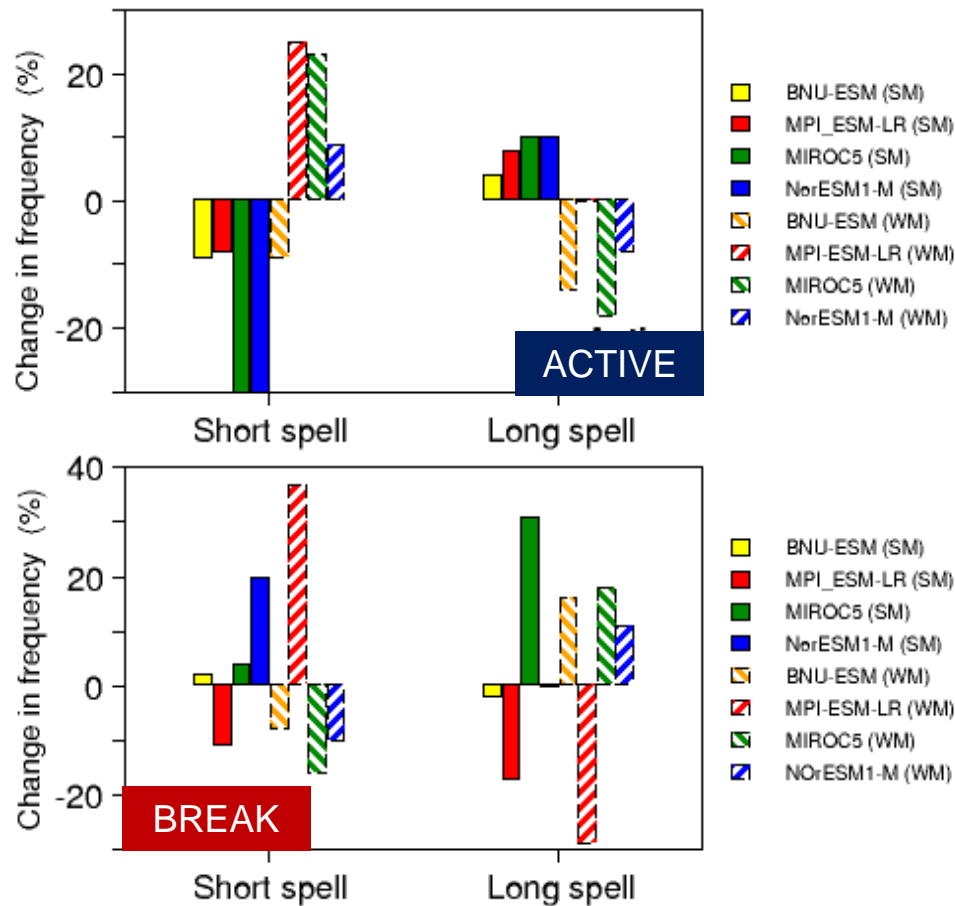 Change in frequency (%)
20
0
-20
Short spell
Long spell
ACTIVE
BNU-ESM (SM)
MPI_ESM-LR (SM)
MIROC5 (SM)
NorESM1-M (SM)
BNU-ESM (WM)
MPI-ESM-LR (WM)
MIROC5 (WM)
NorESM1-M (WM)
Change in frequency (%)
40
20
0
-20
Short spell
Long spell
BREAK
BNU-ESM (SM)
MPI_ESM-LR (SM)
MIROC5 (SM)
NorESM1-M (SM)
BNU-ESM (WM)
MPI-ESM-LR (WM)
MIROC5 (WM)
NOrESM1-M (WM)